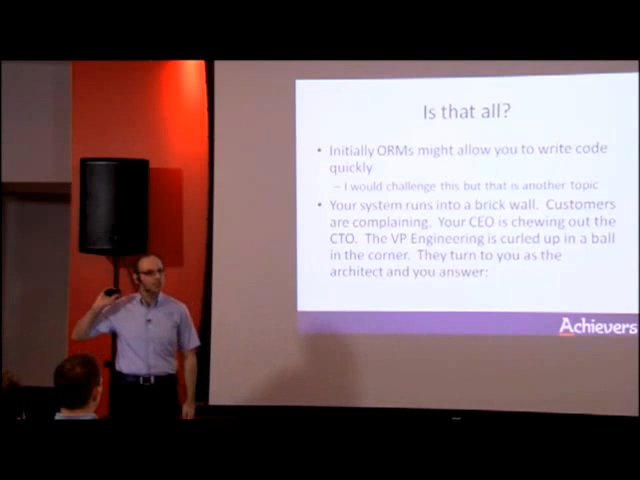 Is that all?
• Initially ORMs might allow you to write code
quickly
– I would challenge this but that is another topic
• Your system runs into a brick wall. Customers
are complaining. Your CEO is chewing out the
CTO. The VP Engineering is curled up in a ball
in the corner. They turn to you as the
architect and you answer:
Achievers